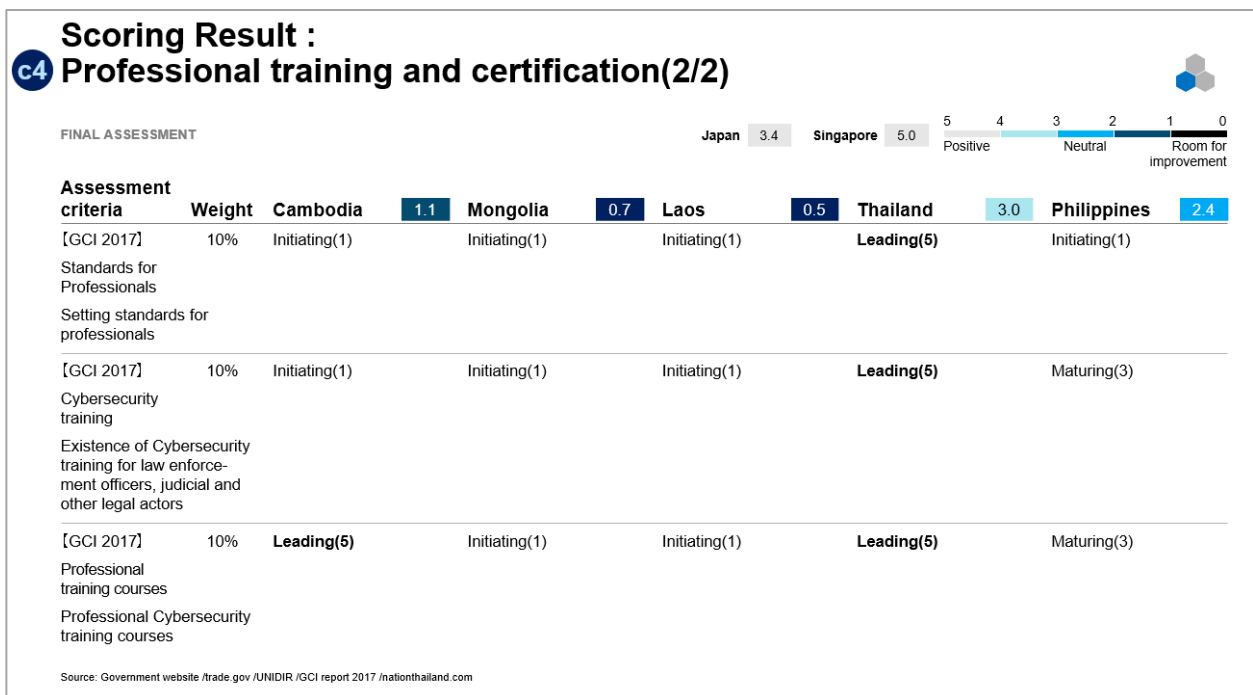 Scoring Result :
c4 Professional training and certification(2/2)
FINAL ASSESSMENT
Japan 3.4 Singapore 5.0
5 4 3 2 1 0
Positive Neutral Room for
improvement
Assessment
criteria Weight Cambodia 1.1 Mongolia 0.7 Laos 0.5 Thailand 3.0 Philippines 2.4
【GCI 2017】 10% Initiating(1) Initiating(1) Initiating(1) Leading(5) Initiating(1)
Standards for
Professionals
Setting standards for
professionals
【GCI 2017】 10% Initiating(1) Initiating(1) Initiating(1) Leading(5) Maturing(3)
Cybersecurity
training
Existence of Cybersecurity
training for law enforce-
ment officers, judicial and
other legal actors
【GCI 2017】 10% Leading(5) Initiating(1) Initiating(1) Leading(5) Maturing(3)
Professional
training courses
Professional Cybersecurity
training courses
Source: Government website /trade.gov /UNIDIR /GCI report 2017 /nationthailand.com